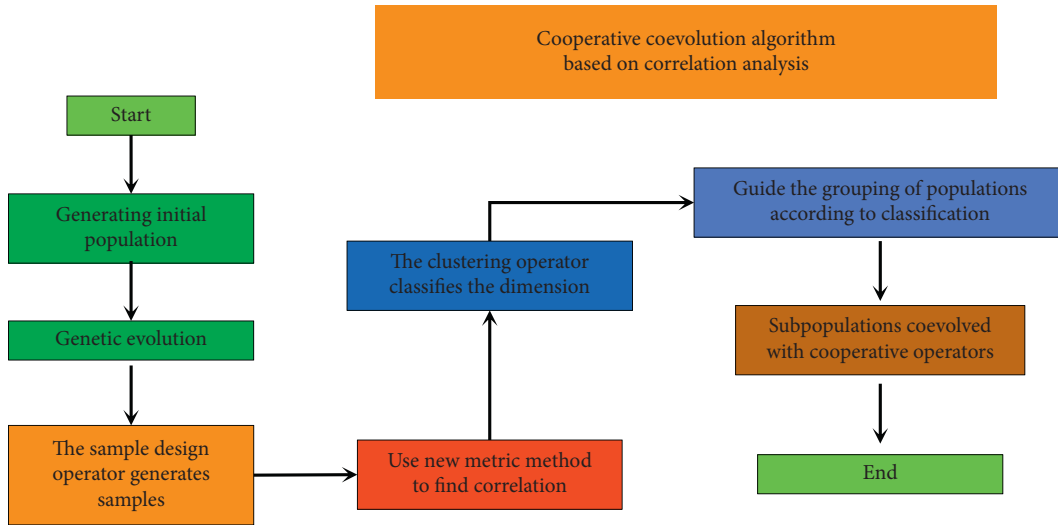 Cooperative coevolution algorithm
based on correlation analysis
Start
Generating initial
population
Genetic evolution
The sample design
operator generates
samples
Use new metric method
to find correlation
The clustering operator
classifies the dimension
Guide the grouping of populations
according to classification
Subpopulations coevolved
with cooperative operators
End